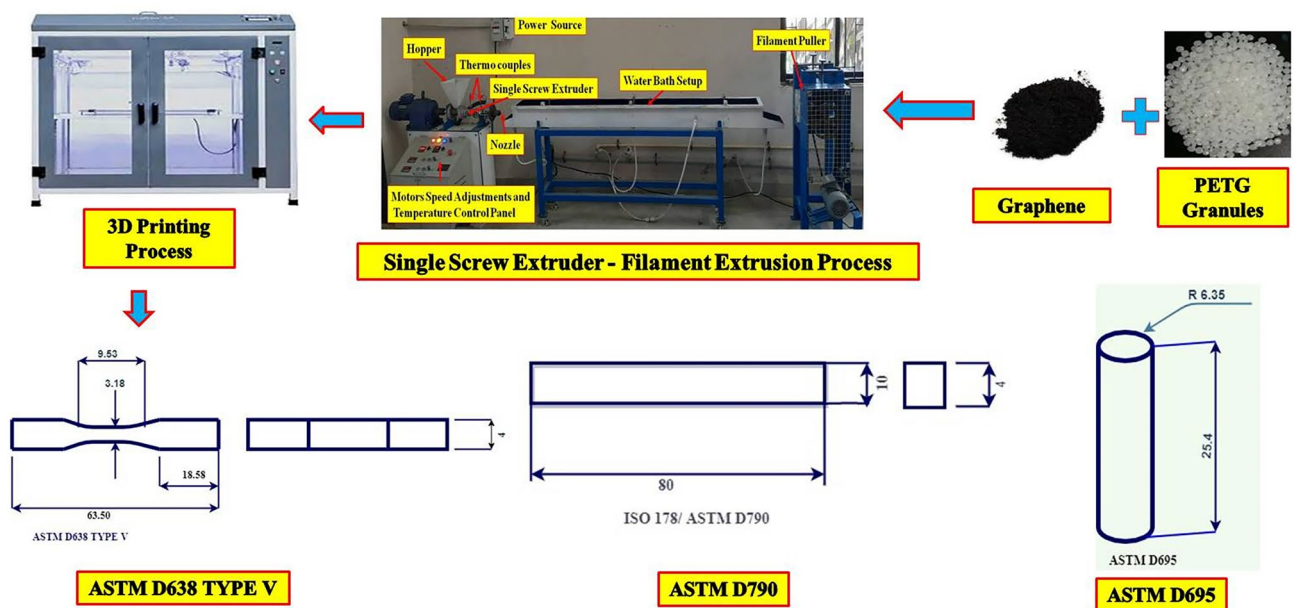 Power Source
Hopper
Thermo couples
Single Screw Extruder
Water Bath Setup
Filament Puller
Nozzle
Motors Speed Adjustments and
Temperature Control Panel
3D Printing
Process
Single Screw Extruder - Filament Extrusion Process
Graphene
PETG
Granules
9.53
3.18
18.58
63.50
4
ASTM D638 TYPE V
ASTM D638 TYPE V
10
4
80
ISO 178/ ASTM D790
ASTM D790
R 6.35
25.4
ASTM D695
ASTM D695